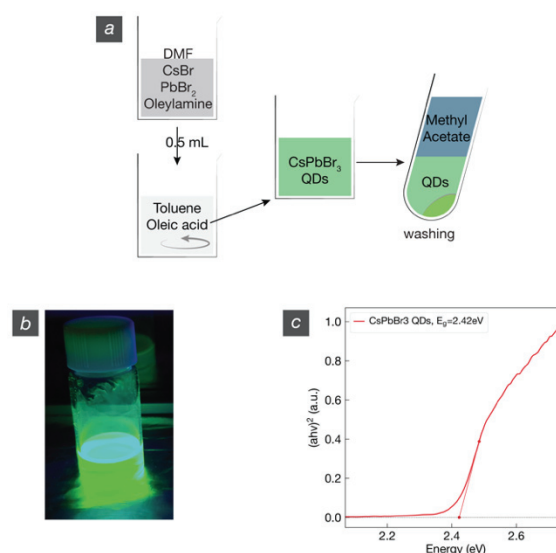 a
DMF
CsBr
PbBr₂
Oleylamine
0.5 mL
Toluene
Oleic acid
CsPbBr₃
QDs
Methyl
Acetate
QDs
washing
b
c
CsPbBr3 QDs, E₉=2.42eV
1.0
0.8
0.6
0.4
0.2
0.0
(ahv)² (a.u.)
2.2
2.4
2.6
Energy (eV)